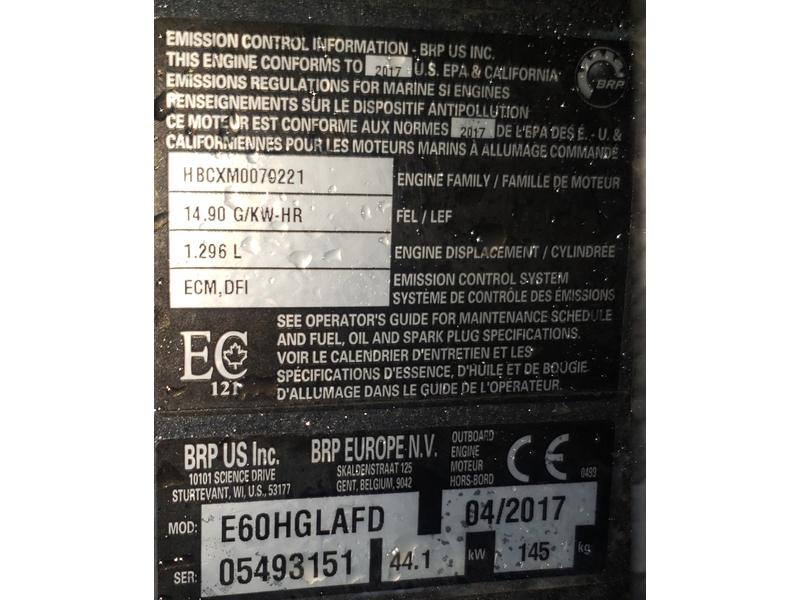 EMISSION CONTROL INFORMATION - BRP US INC.
THIS ENGINE CONFORMS TO 2017 U.S. EPA & CALIFORNIA
EMISSIONS REGULATIONS FOR MARINE SI ENGINES
RENSEIGNEMENTS SUR LE DISPOSITIF ANTIPOLLUTION
CE MOTEUR EST CONFORME AUX NORMES 2017 DE L'EPA DES É. - U. &
CALIFORNIENNES POUR LES MOTEURS MARINS À ALLUMAGE COMMANDÉ
BRP
HBCXM0079221 ENGINE FAMILY / FAMILLE DE MOTEUR
14.90 G/KW-HR FEL / LEF
1.296 L ENGINE DISPLACEMENT / CYLINDRÉE
ECM,DFI EMISSION CONTROL SYSTEM
SYSTÈME DE CONTRÔLE DES ÉMISSIONS
EC
121
SEE OPERATOR'S GUIDE FOR MAINTENANCE SCHEDULE
AND FUEL, OIL AND SPARK PLUG SPECIFICATIONS.
VOIR LE CALENDRIER D'ENTRETIEN ET LES
SPÉCIFICATIONS D'ESSENCE, D'HUILE ET DE BOUGIE
D'ALLUMAGE DANS LE GUIDE DE L'OPÉRATEUR.
BRP US Inc.
10101 SCIENCE DRIVE
STURTEVANT, WI, U.S., 53177
BRP EUROPE N.V.
SKALDENSTRAAT 125
GENT, BELGIUM, 9042
OUTBOARD
ENGINE
MOTEUR
HORS-BORD
CE
0493
MOD: E60HGLAFD 04/2017
SER: 05493151 44.1 kW 145 kg